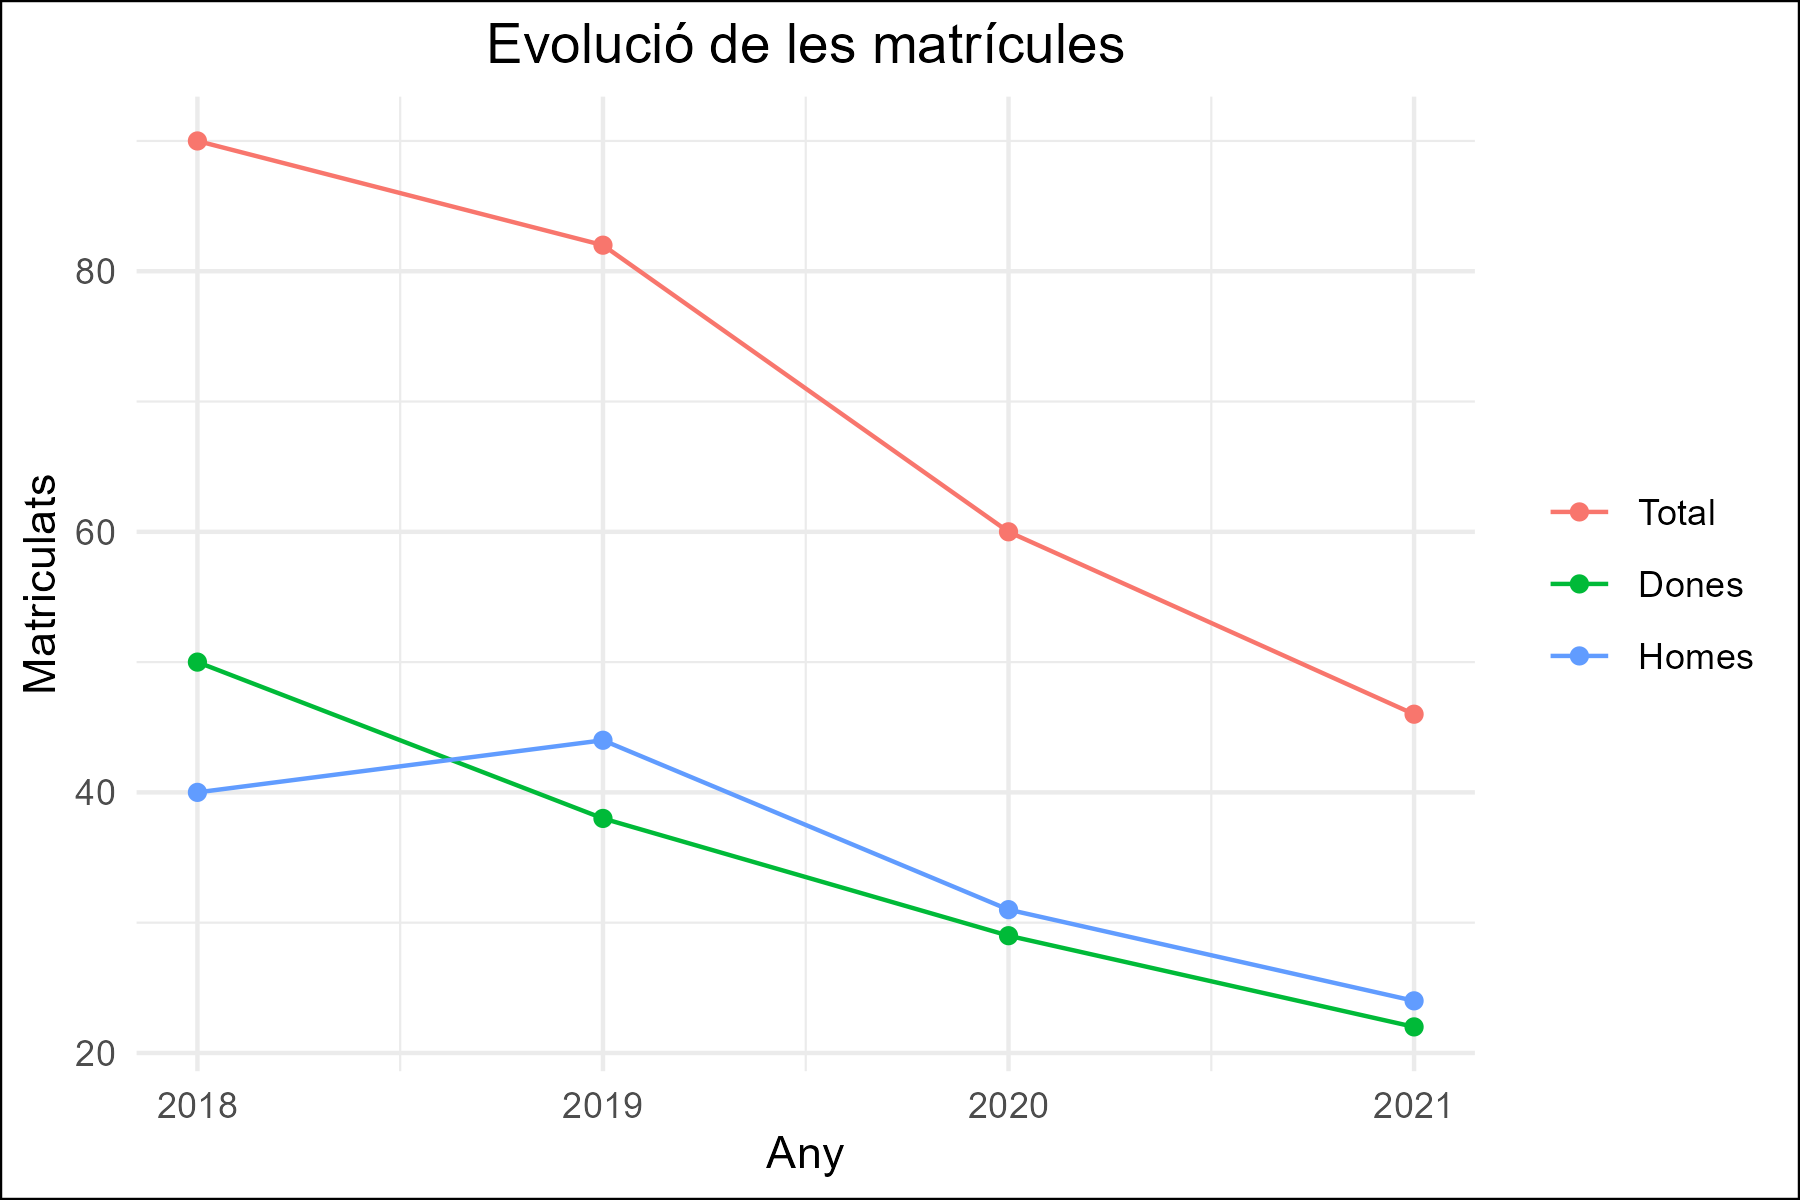 Evolució de les matrícules
Matriculats
80
60
40
20
2018
2019
2020
2021
Any
Total
Dones
Homes